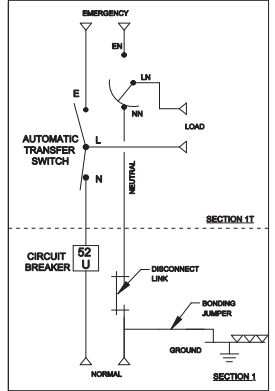 EMERGENCY
EN
LN
E
NN
LOAD
AUTOMATIC
TRANSFER
SWITCH
L
N
NEUTRAL
SECTION 1T
CIRCUIT
BREAKER
52
U
DISCONNECT
LINK
BONDING
JUMPER
GROUND
NORMAL
SECTION 1